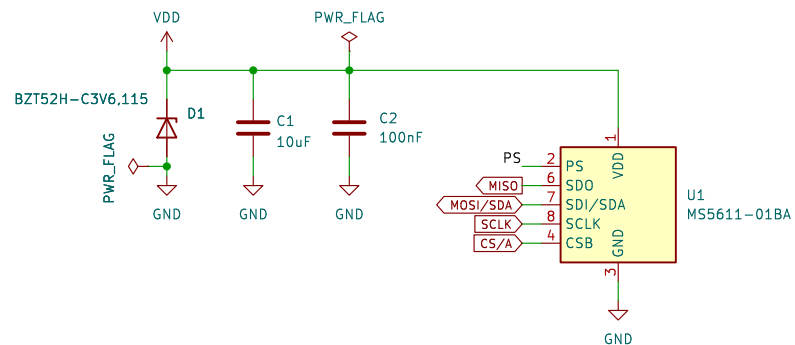 VDD
PWR_FLAG
BZT52H-C3V6,115
D1
C1
10uF
C2
100nF
PWR_FLAG
GND
GND
GND
PS
MISO
MOSI/SDA
SCLK
CS/A
2
6
7
8
4
1
3
PS
SDO
SDI/SDA
SCLK
CSB
VDD
GND
U1
MS5611-01BA
GND